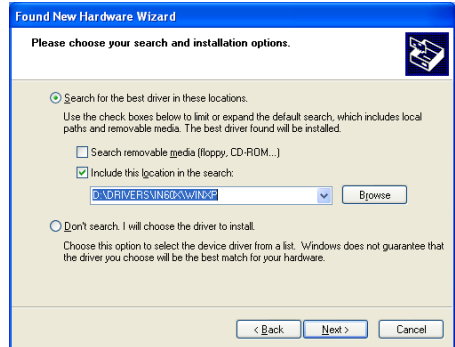 Found New Hardware Wizard
Please choose your search and installation options.
Search for the best driver in these locations.
Use the check boxes below to limit or expand the default search, which includes local
paths and removable media. The best driver found will be installed.
Search removable media (floppy, CD-ROM...)
Include this location in the search:
D:\DRIVERS\IN60X\WINXP
Browse
Don't search. I will choose the driver to install.
Choose this option to select the device driver from a list. Windows does not guarantee that
the driver you choose will be the best match for your hardware.
< Back Next > Cancel